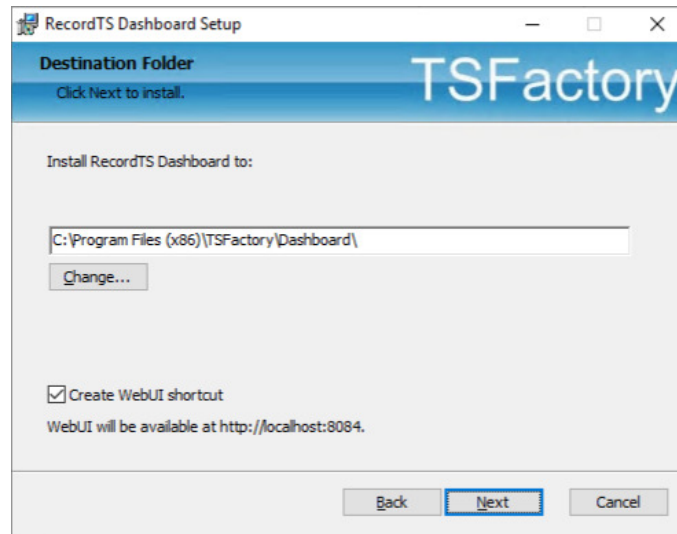 RecordTS Dashboard Setup
Destination Folder
Click Next to install.
TSFactory
Install RecordTS Dashboard to:
C:\Program Files (x86)\TSFactory\Dashboard\
Change...
Create WebUI shortcut
WebUI will be available at http://localhost:8084.
Back Next Cancel